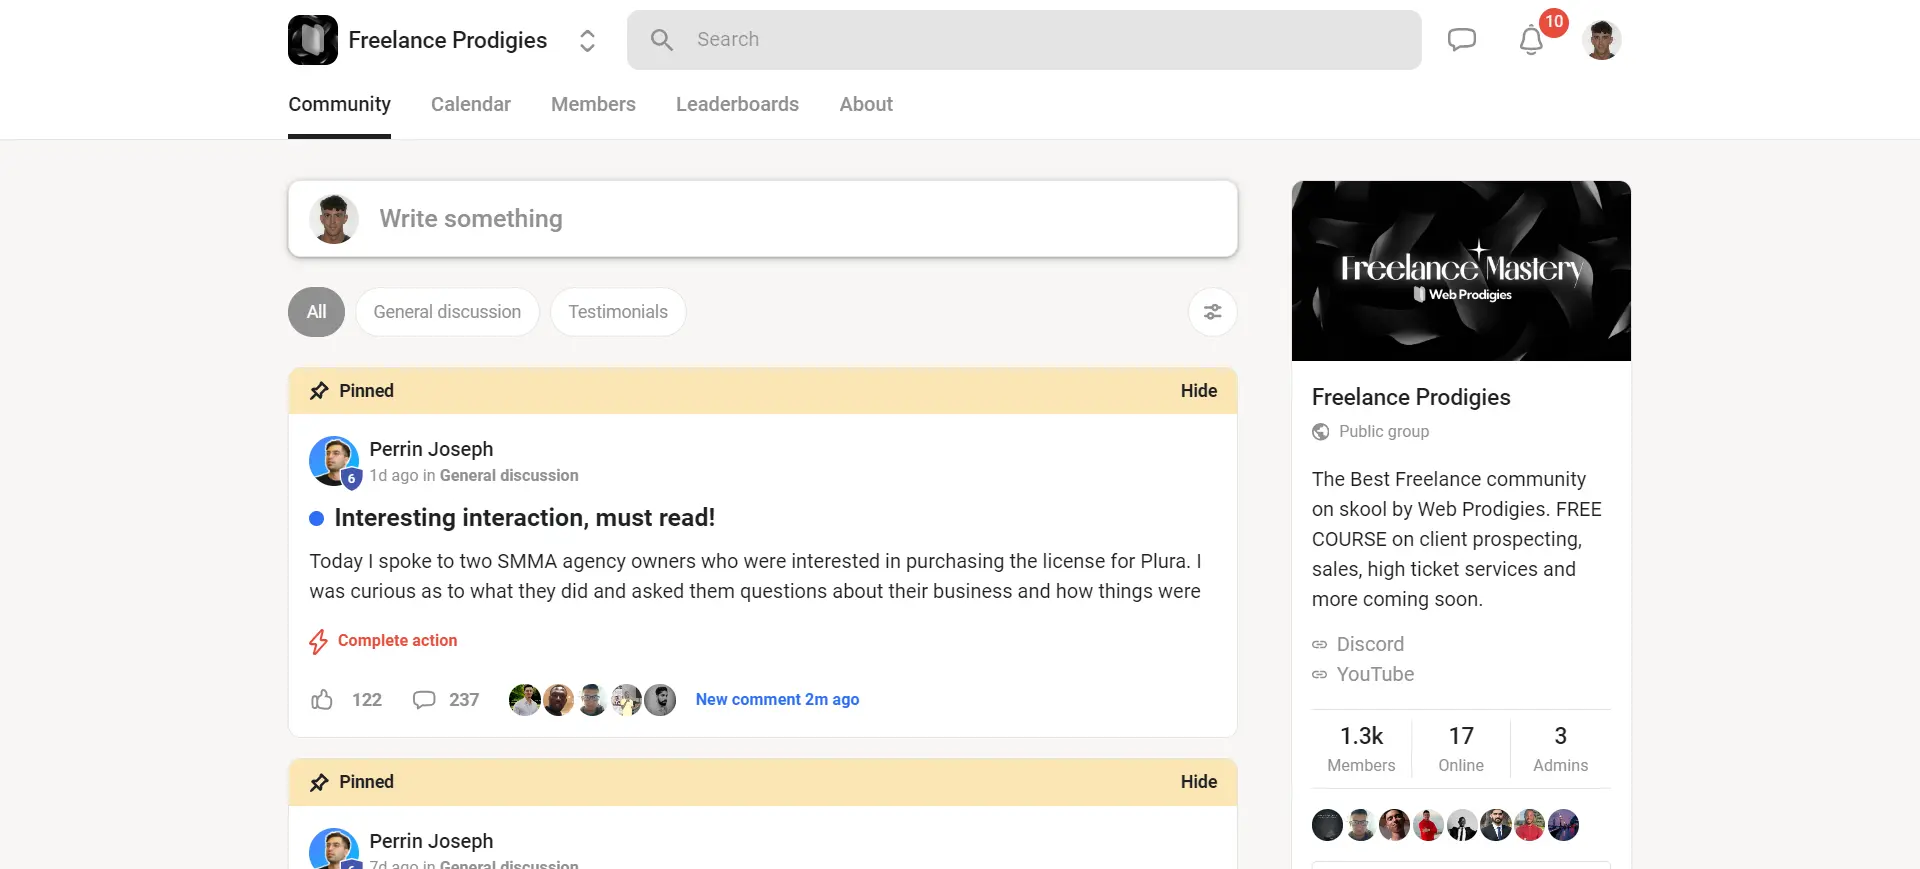 Freelance Prodigies
Search
10
Community
Calendar
Members
Leaderboards
About
Write something
All
General discussion
Testimonials
Pinned
Hide
Perrin Joseph
6
1d ago in General discussion
Interesting interaction, must read!
Today I spoke to two SMMA agency owners who were interested in purchasing the license for Plura. I
was curious as to what they did and asked them questions about their business and how things were
Complete action
122
237
New comment 2m ago
Pinned
Hide
Perrin Joseph
7d ago in General discussion
Freelance Mastery
Web Prodigies
Freelance Prodigies
Public group
The Best Freelance community
on skool by Web Prodigies. FREE
COURSE on client prospecting,
sales, high ticket services and
more coming soon.
Discord
YouTube
1.3k
Members
17
Online
3
Admins